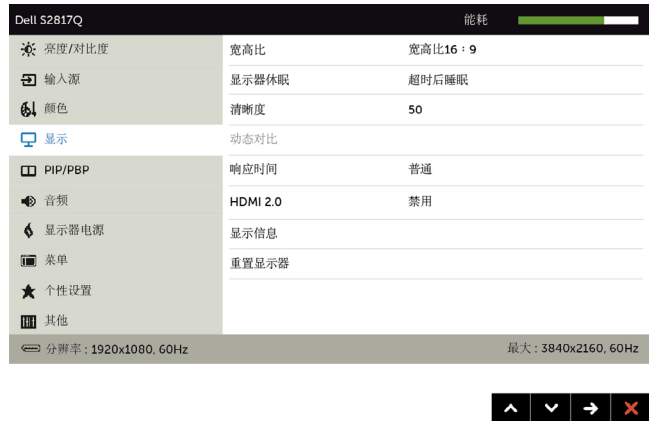 Dell S2817Q 能耗
亮度/对比度 宽高比 宽高比16：9
输入源 显示器休眠 超时后睡眠
颜色 清晰度 50
显示 动态对比
PIP/PBP 响应时间 普通
音频 HDMI 2.0 禁用
显示器电源 显示信息
菜单 重置显示器
个性设置
其他
分辨率 : 1920x1080, 60Hz 最大 : 3840x2160, 60Hz